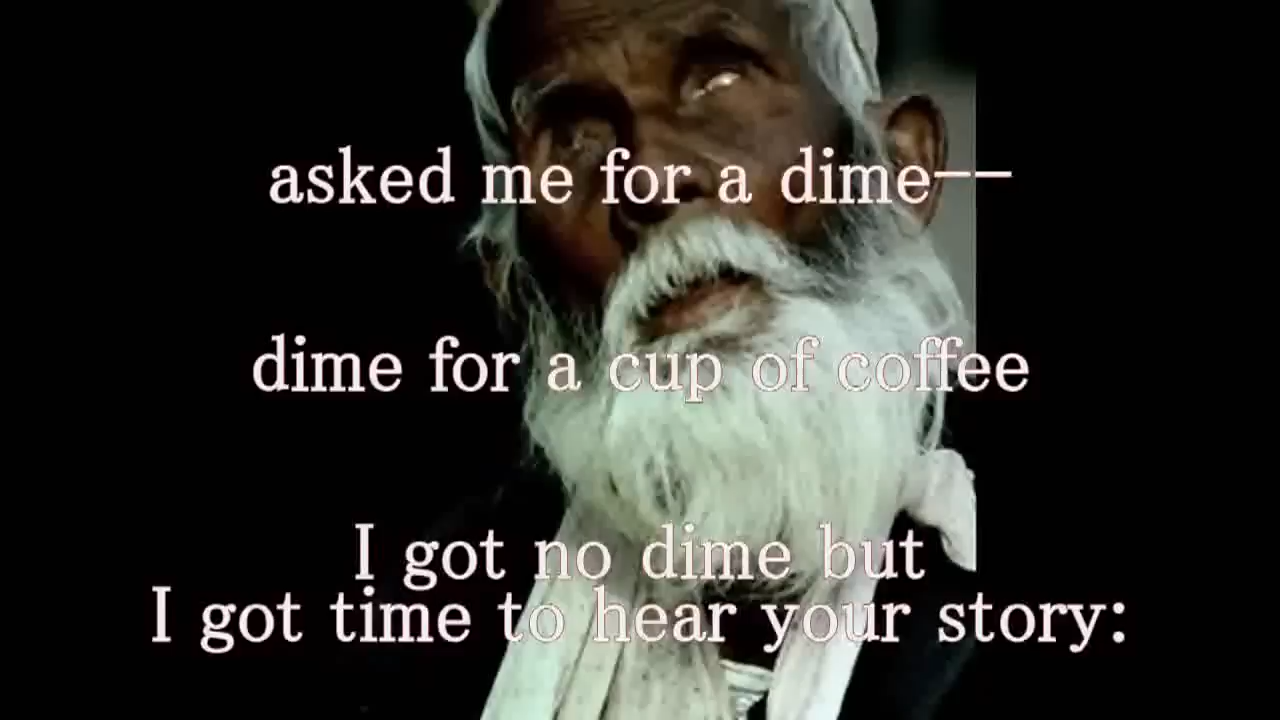 asked me for a dime--
dime for a cup of coffee
I got no dime but
I got time to hear your story: